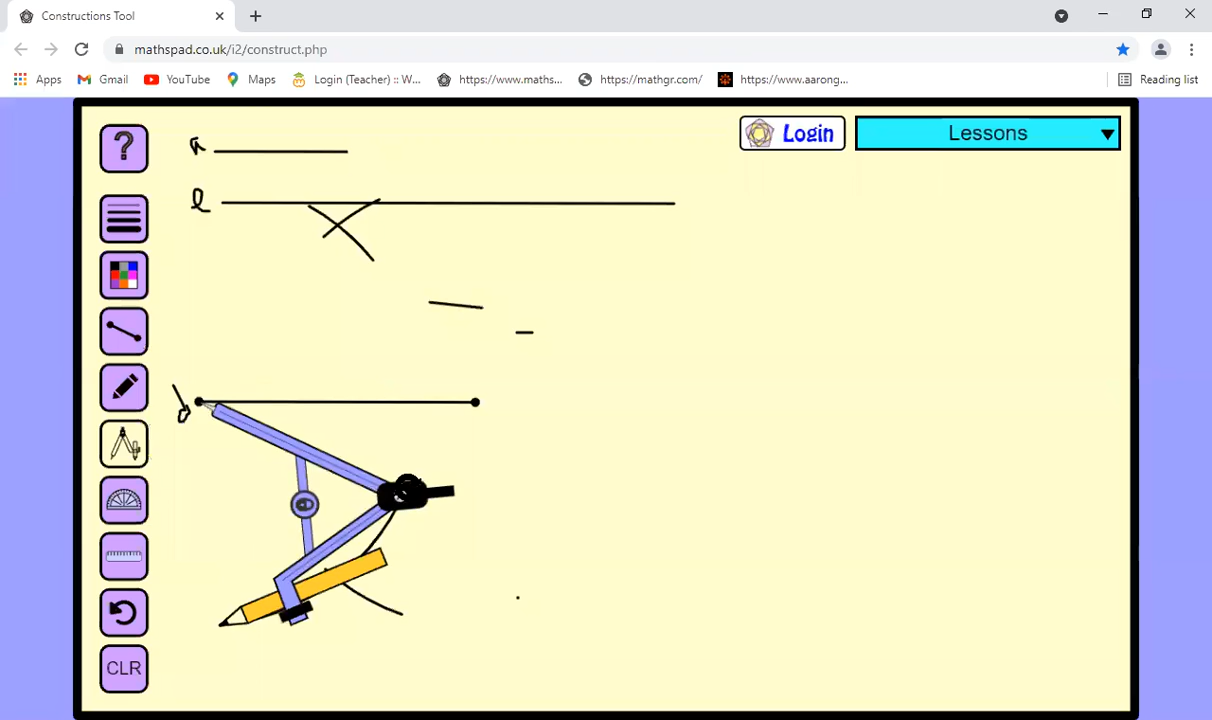 Constructions Tool
mathspad.co.uk/i2/construct.php
Apps Gmail YouTube Maps Login (Teacher) :: W... https://www.maths... https://mathgr.com/ https://www.aarong... Reading list
? Login Lessons
l
CLR